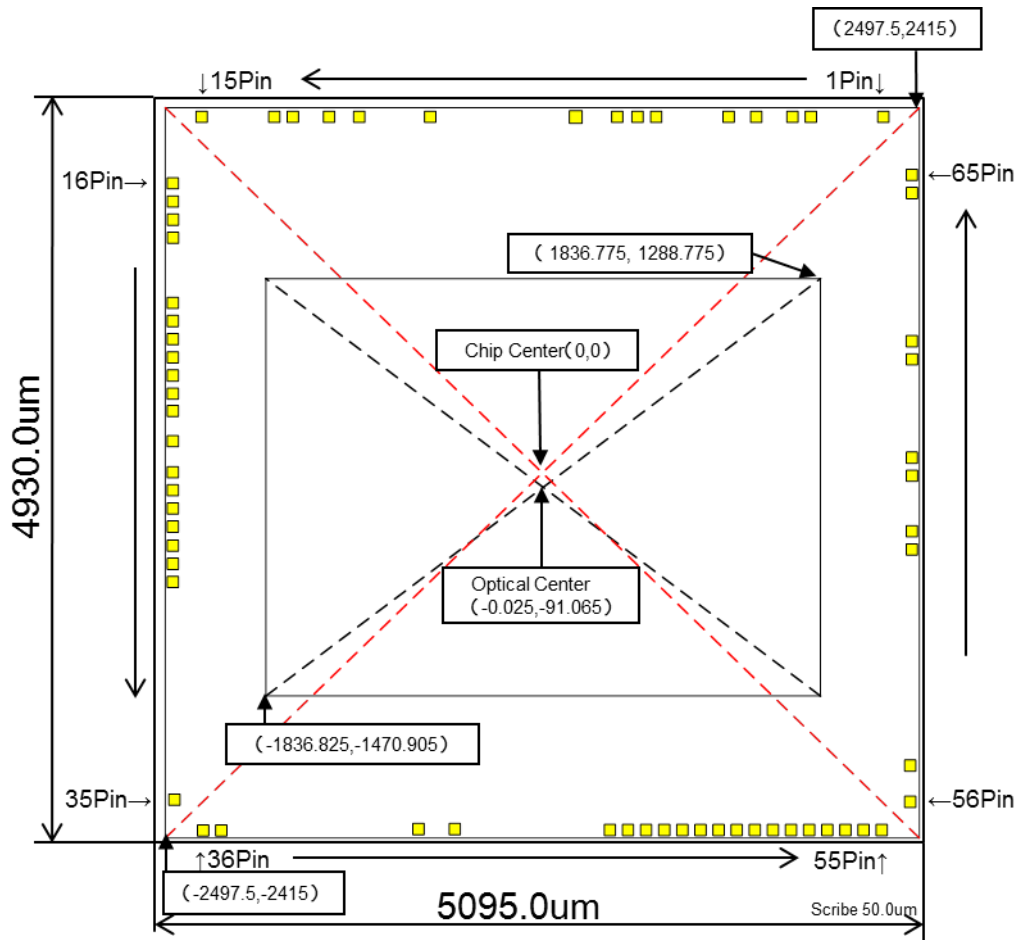 (2497.5,2415)
↓15Pin
1Pin↓
16Pin→
←65Pin
( 1836.775, 1288.775)
Chip Center(0,0)
4930.0um
Optical Center
(-0.025,-91.065)
(-1836.825,-1470.905)
35Pin→
←56Pin
↑36Pin
55Pin↑
(-2497.5,-2415)
5095.0um
Scribe 50.0um